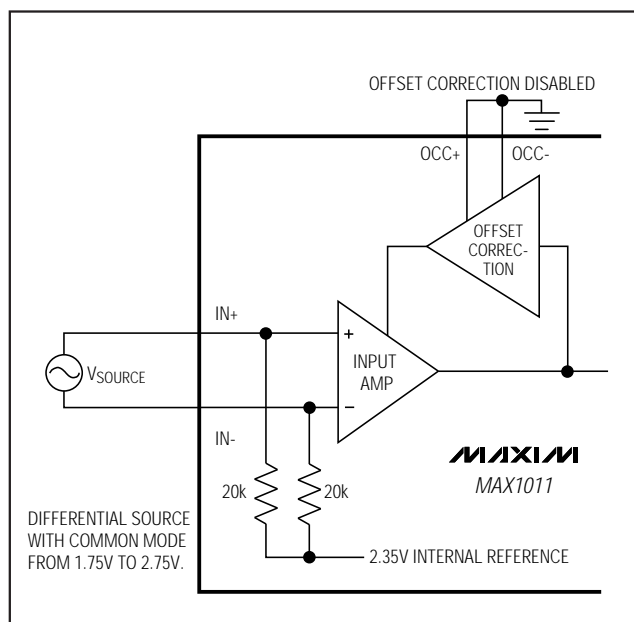 OFFSET CORRECTION DISABLED
OCC+ OCC-
OFFSET
CORREC-
TION
IN+
+
INPUT
AMP
VSOURCE
−
IN-
MAXIM
MAX1011
20k 20k
DIFFERENTIAL SOURCE
WITH COMMON MODE
FROM 1.75V TO 2.75V.
2.35V INTERNAL REFERENCE